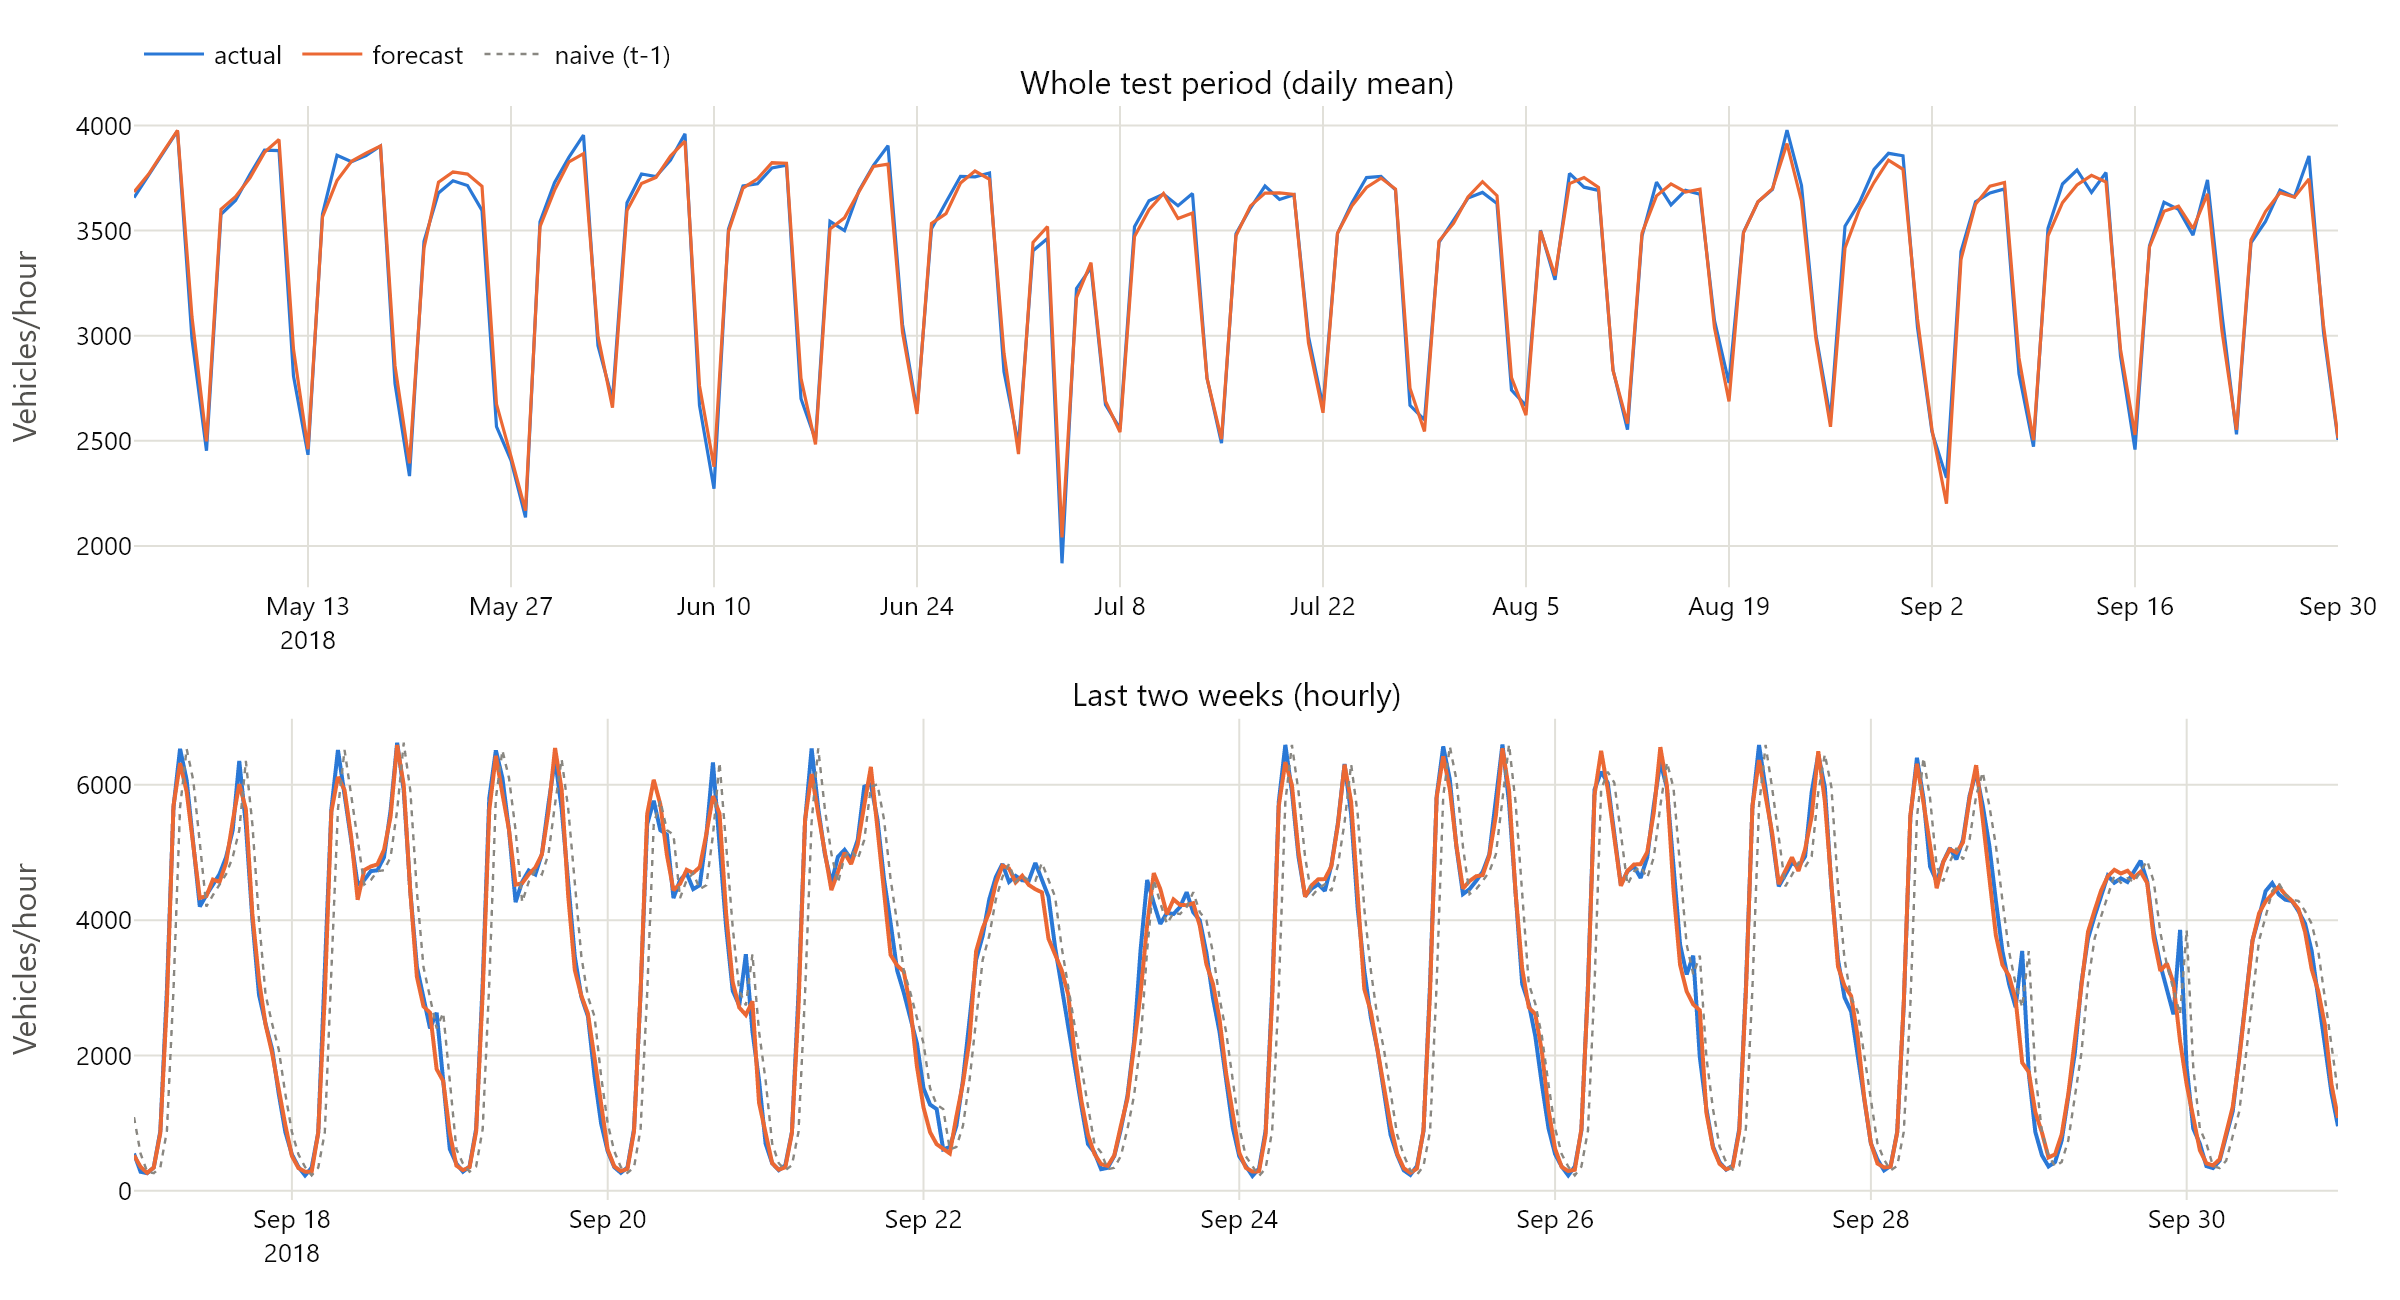 actual
forecast
naive (t-1)
Whole test period (daily mean)
Vehicles/hour
4000
3500
3000
2500
2000
May 13
2018
May 27
Jun 10
Jun 24
Jul 8
Jul 22
Aug 5
Aug 19
Sep 2
Sep 16
Sep 30
Last two weeks (hourly)
Vehicles/hour
6000
4000
2000
0
Sep 18
2018
Sep 20
Sep 22
Sep 24
Sep 26
Sep 28
Sep 30